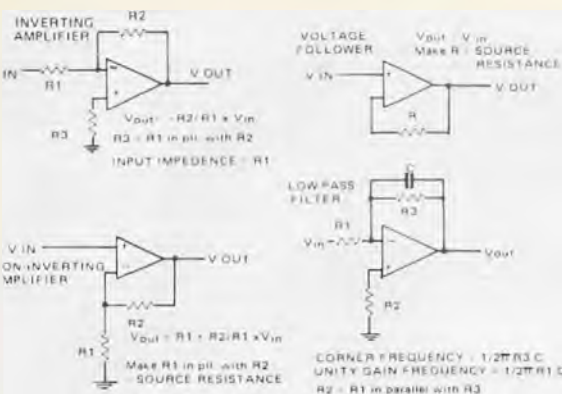 INVERTING
AMPLIFIER
R2
IN
R1
-
+
V OUT
R3
Vout = -R2/R1 x Vin
R3 = R1 in pll. with R2
INPUT IMPEDENCE = R1
VOLTAGE
FOLLOWER
Vout = Vin
Make R = SOURCE
RESISTANCE
V IN
+
-
V OUT
R
V IN
+
-
V OUT
ON-INVERTING
MPLIFIER
R2
R1
Vout = R1 + R2/R1 x Vin
Make R1 in pll. with R2
= SOURCE RESISTANCE
LOW PASS
FILTER
C
R3
R1
Vin
-
+
Vout
R2
CORNER FREQUENCY = 1/2π R3 C
UNITY GAIN FREQUENCY = 1/2π R1 C
R2 = R1 in parallel with R3